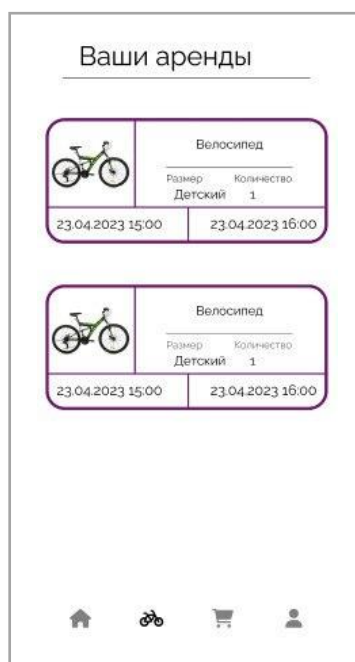 Ваши аренды
Велосипед
Размер Количество
Детский 1
23.04.2023 15:00 23.04.2023 16:00
Велосипед
Размер Количество
Детский 1
23.04.2023 15:00 23.04.2023 16:00